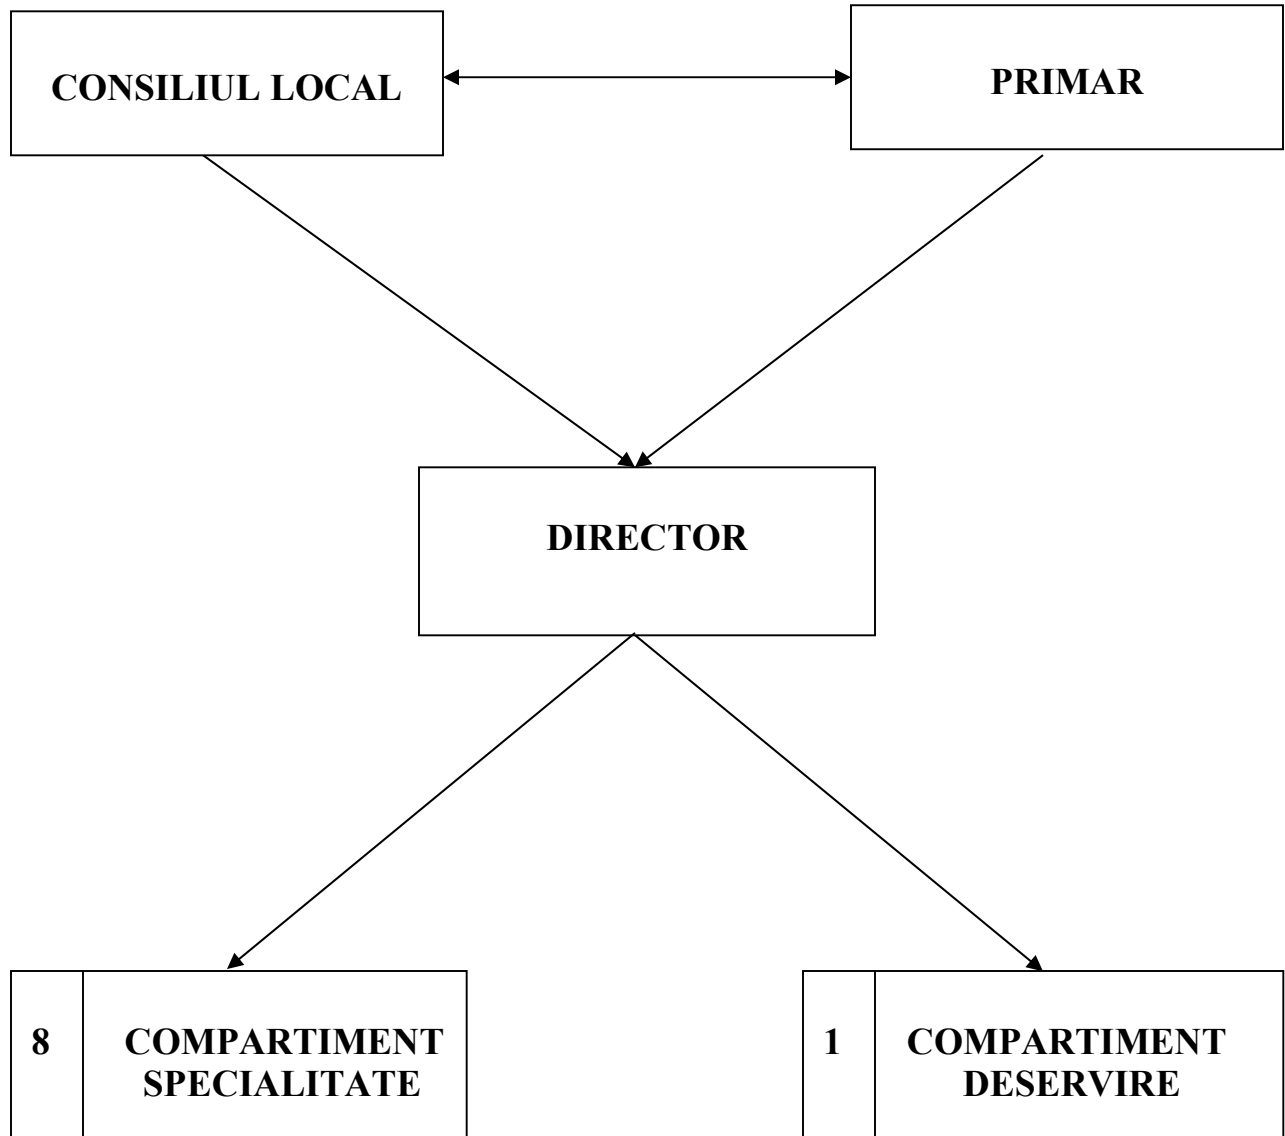 CONSILIUL LOCAL
PRIMAR
DIRECTOR
8
COMPARTIMENT
SPECIALITATE
1
COMPARTIMENT
DESERVIRE